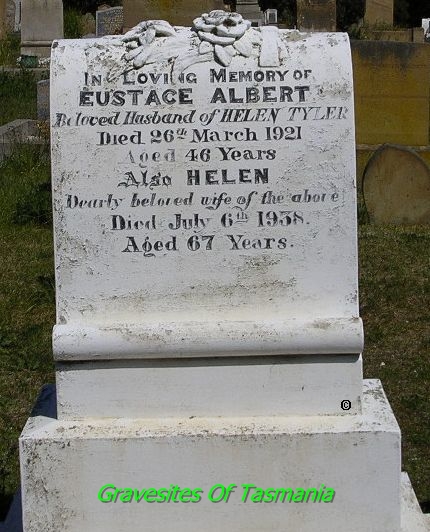 In Loving Memory of
EUSTACE ALBERT
Beloved Husband of HELEN TYLER
Died 26th March 1921
Aged 46 Years
Also HELEN
Dearly beloved wife of the above
Died July 6th 1938.
Aged 67 Years.
©
Gravesites Of Tasmania